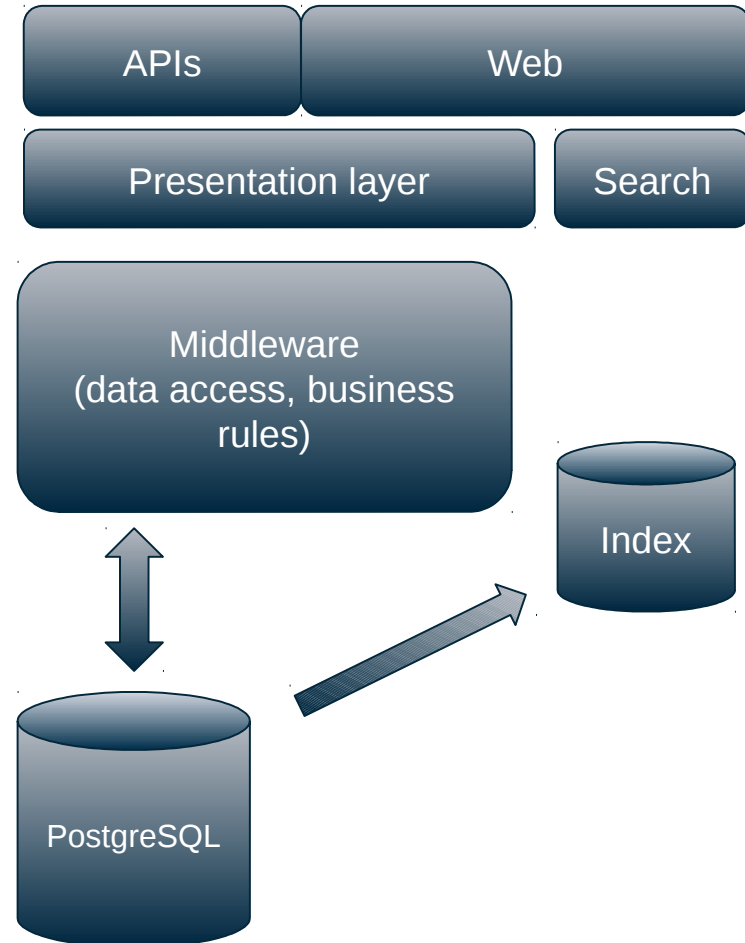 APIs
Web
Presentation layer
Search
Middleware
(data access, business
rules)
Index
PostgreSQL